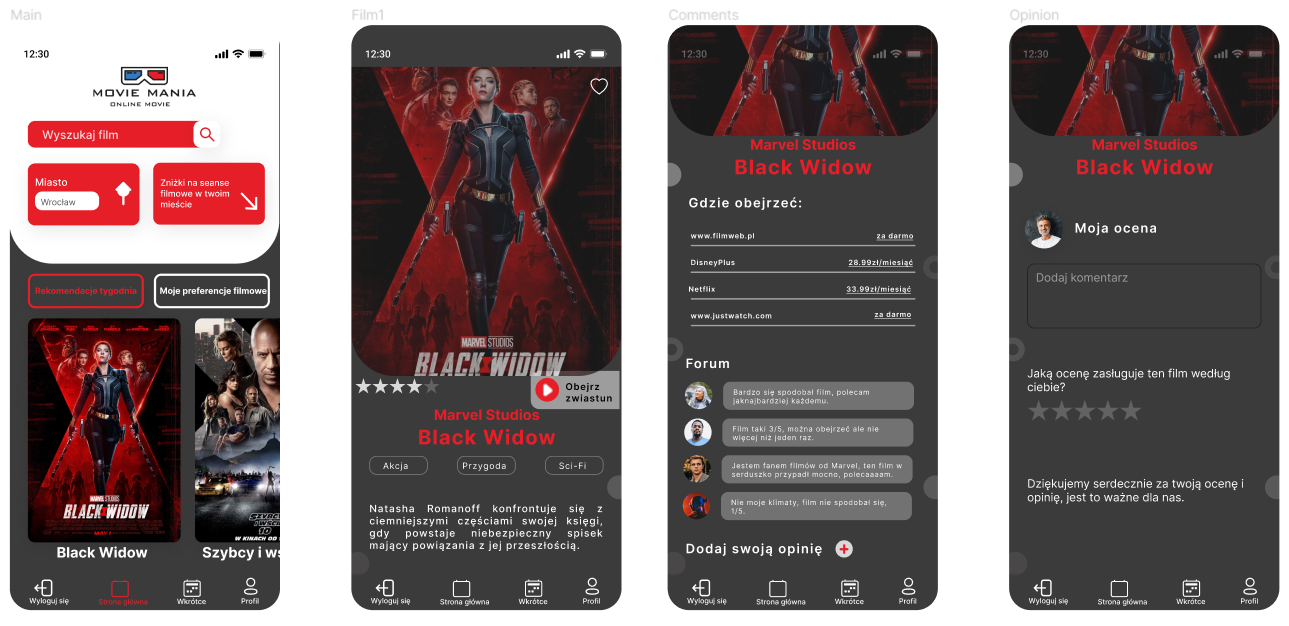 Main
12:30
MOVIE MANIA
ONLINE MOVIE
Wyszukaj film
Miasto
Wrocław
Zniżki na seanse
filmowe w twoim
mieście
Rekomendacje tygodnia
Moje preferencje filmowe
MARVEL STUDIOS
BLACK WIDOW
Black Widow
SZYBCY
I WŚC
10
W KINACH OD
Szybcy i wś
Wyloguj się
Strona główna
Wkrótce
Profil
Film1
12:30
MARVEL STUDIOS
BLACK WIDOW
Obejrz
zwiastun
Marvel Studios
Black Widow
Akcja
Przygoda
Sci-Fi
Natasha Romanoff konfrontuje się z
ciemniejszymi częściami swojej księgi,
gdy powstaje niebezpieczny spisek
mający powiązania z jej przeszłością.
Wyloguj się
Strona główna
Wkrótce
Profil
Comments
12:30
Marvel Studios
Black Widow
Gdzie obejrzeć:
www.filmweb.pl
za darmo
DisneyPlus
28.99zł/miesiąć
Netflix
33.99zł/miesiąć
www.justwatch.com
za darmo
Forum
Bardzo się spodobał film, polecam
jaknajbardziej każdemu.
Film taki 3/5, można obejrzeć ale nie
więcej niż jeden raz.
Jestem fanem filmów od Marvel, ten film w
serduszko przypadł mocno, polecaaaam.
Nie moje klimaty, film nie spodobał się,
1/5.
Dodaj swoją opinię
Wyloguj się
Strona główna
Wkrótce
Profil
Opinion
12:30
Marvel Studios
Black Widow
Moja ocena
Dodaj komentarz
Jaką ocenę zasługuje ten film według
ciebie?
Dziękujemy serdecznie za twoją ocenę i
opinię, jest to ważne dla nas.
Wyloguj się
Strona główna
Wkrótce
Profil